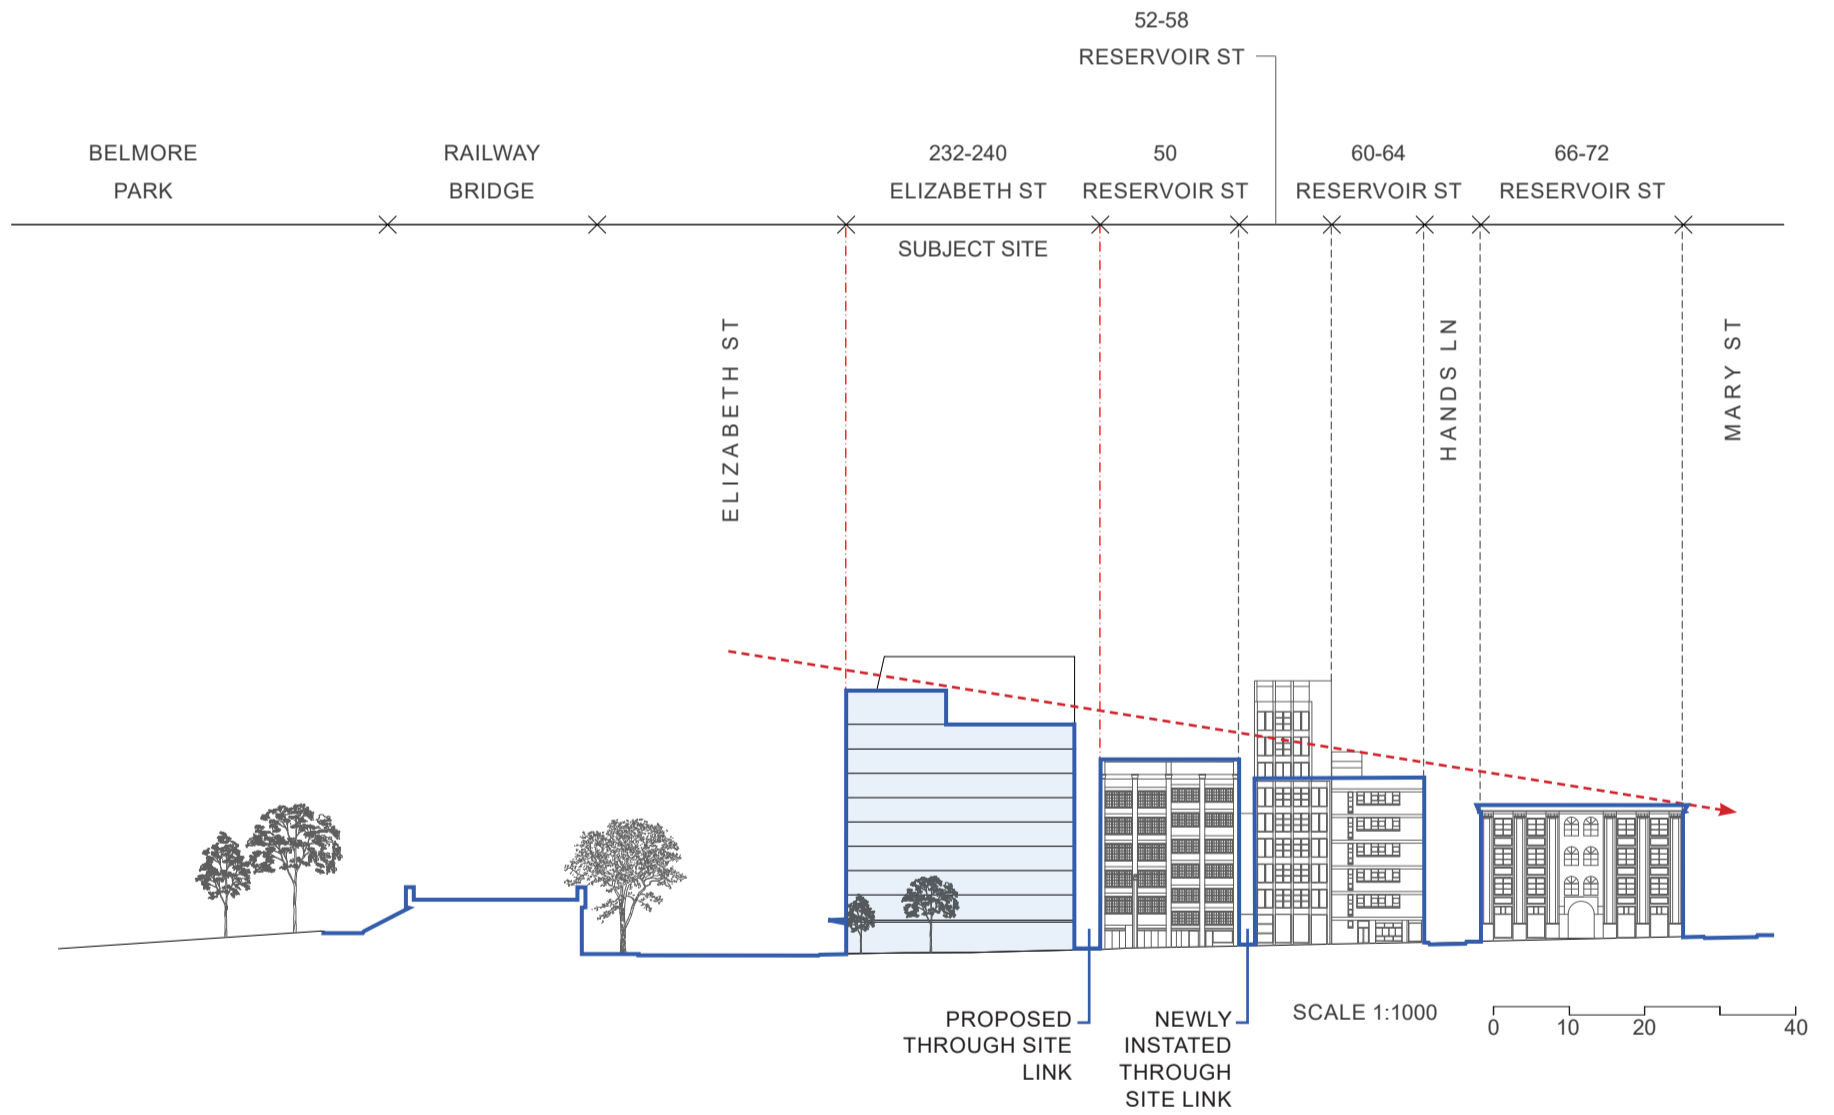 52-58
RESERVOIR ST
BELMORE
PARK
RAILWAY
BRIDGE
232-240
ELIZABETH ST
50
RESERVOIR ST
60-64
RESERVOIR ST
66-72
RESERVOIR ST
SUBJECT SITE
ELIZABETH ST
HANDS LN
MARY ST
PROPOSED
THROUGH SITE
LINK
NEWLY
INSTATED
THROUGH
SITE LINK
SCALE 1:1000
0 10 20 40